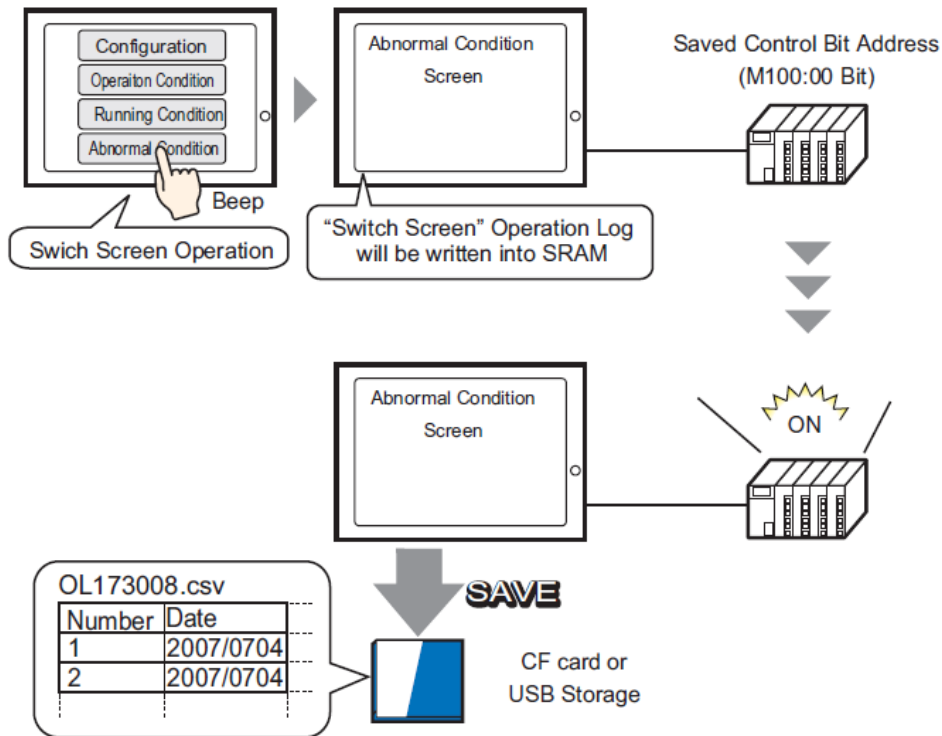 Configuration
Operaiton Condition
Running Condition
Abnormal Condition
Beep
Swich Screen Operation
Abnormal Condition
Screen
"Switch Screen" Operation Log
will be written into SRAM
Saved Control Bit Address
(M100:00 Bit)
Abnormal Condition
Screen
ON
SAVE
OL173008.csv
Number Date
1 2007/0704
2 2007/0704
CF card or
USB Storage